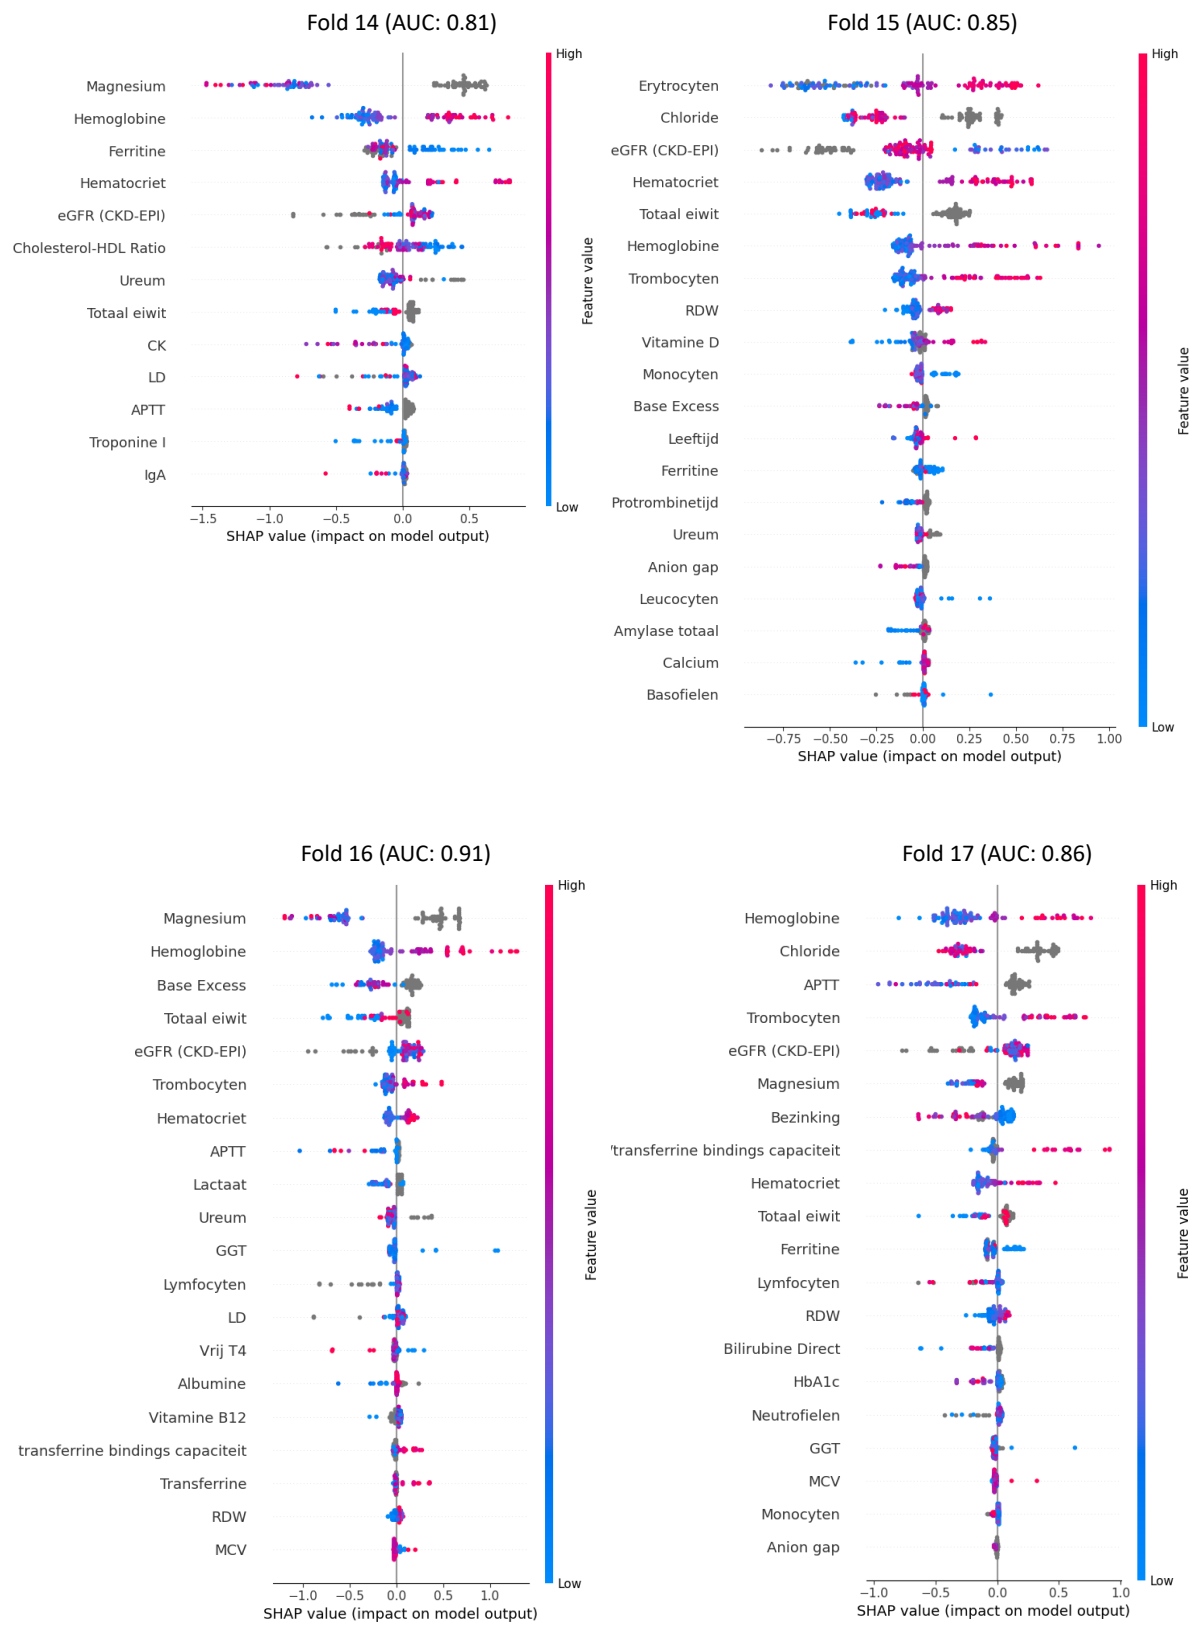 Fold 14 (AUC: 0.81)
High
Magnesium
Hemoglobine
Ferritine
Hematocriet
eGFR (CKD-EPI)
Cholesterol-HDL Ratio
Ureum
Totaal eiwit
CK
LD
APTT
Troponine I
IgA
Low
Feature value
−1.5 −1.0 −0.5 0.0 0.5
SHAP value (impact on model output)
Fold 15 (AUC: 0.85)
High
Erytrocyten
Chloride
eGFR (CKD-EPI)
Hematocriet
Totaal eiwit
Hemoglobine
Trombocyten
RDW
Vitamine D
Monocyten
Base Excess
Leeftijd
Ferritine
Protrombinetijd
Ureum
Anion gap
Leucocyten
Amylase totaal
Calcium
Basofielen
Low
Feature value
−0.75 −0.50 −0.25 0.00 0.25 0.50 0.75 1.00
SHAP value (impact on model output)
Fold 16 (AUC: 0.91)
High
Magnesium
Hemoglobine
Base Excess
Totaal eiwit
eGFR (CKD-EPI)
Trombocyten
Hematocriet
APTT
Lactaat
Ureum
GGT
Lymfocyten
LD
Vrij T4
Albumine
Vitamine B12
transferrine bindings capaciteit
Transferrine
RDW
MCV
Low
Feature value
−1.0 −0.5 0.0 0.5 1.0
SHAP value (impact on model output)
Fold 17 (AUC: 0.86)
High
Hemoglobine
Chloride
APTT
Trombocyten
eGFR (CKD-EPI)
Magnesium
Bezinking
/transferrine bindings capaciteit
Hematocriet
Totaal eiwit
Ferritine
Lymfocyten
RDW
Bilirubine Direct
HbA1c
Neutrofielen
GGT
MCV
Monocyten
Anion gap
Low
Feature value
−1.0 −0.5 0.0 0.5 1.0
SHAP value (impact on model output)